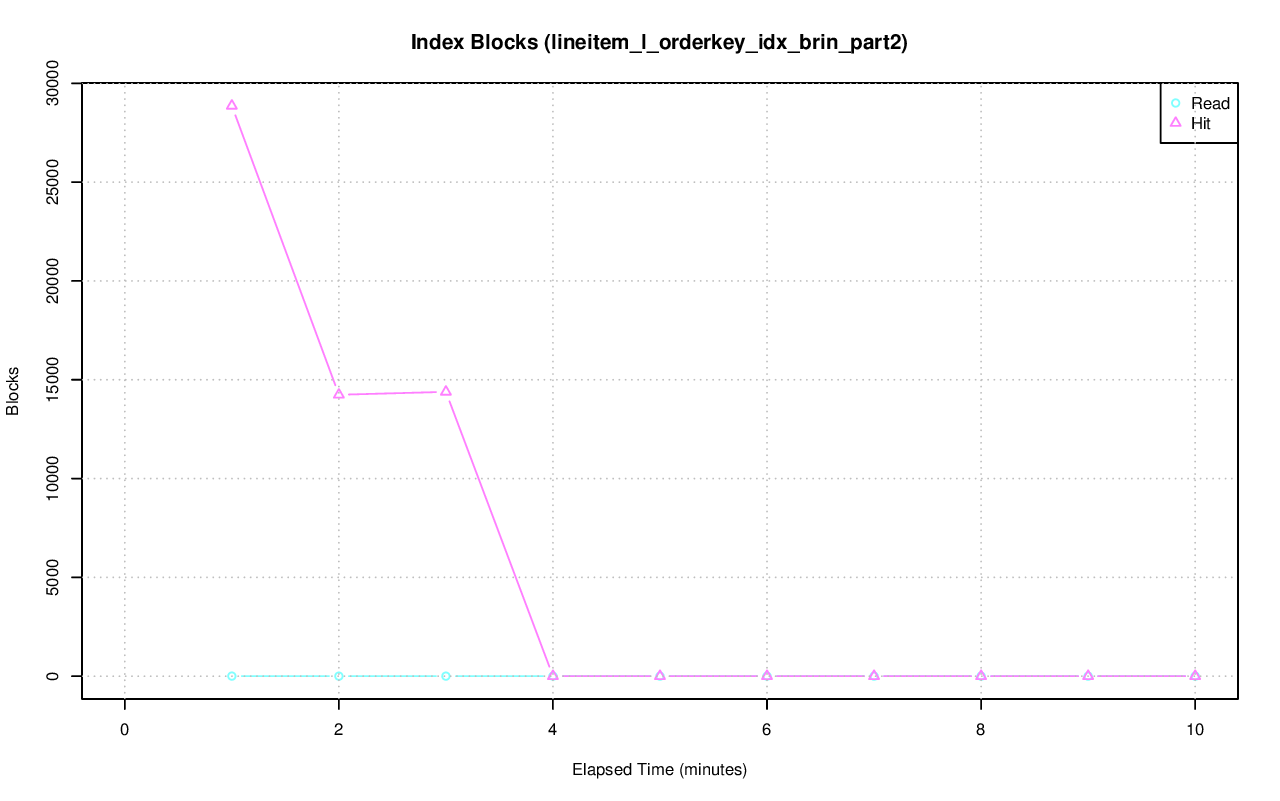 Index Blocks (lineitem_l_orderkey_idx_brin_part2)
Read
Hit
30000
25000
20000
15000
10000
5000
0
Blocks
0 2 4 6 8 10
Elapsed Time (minutes)